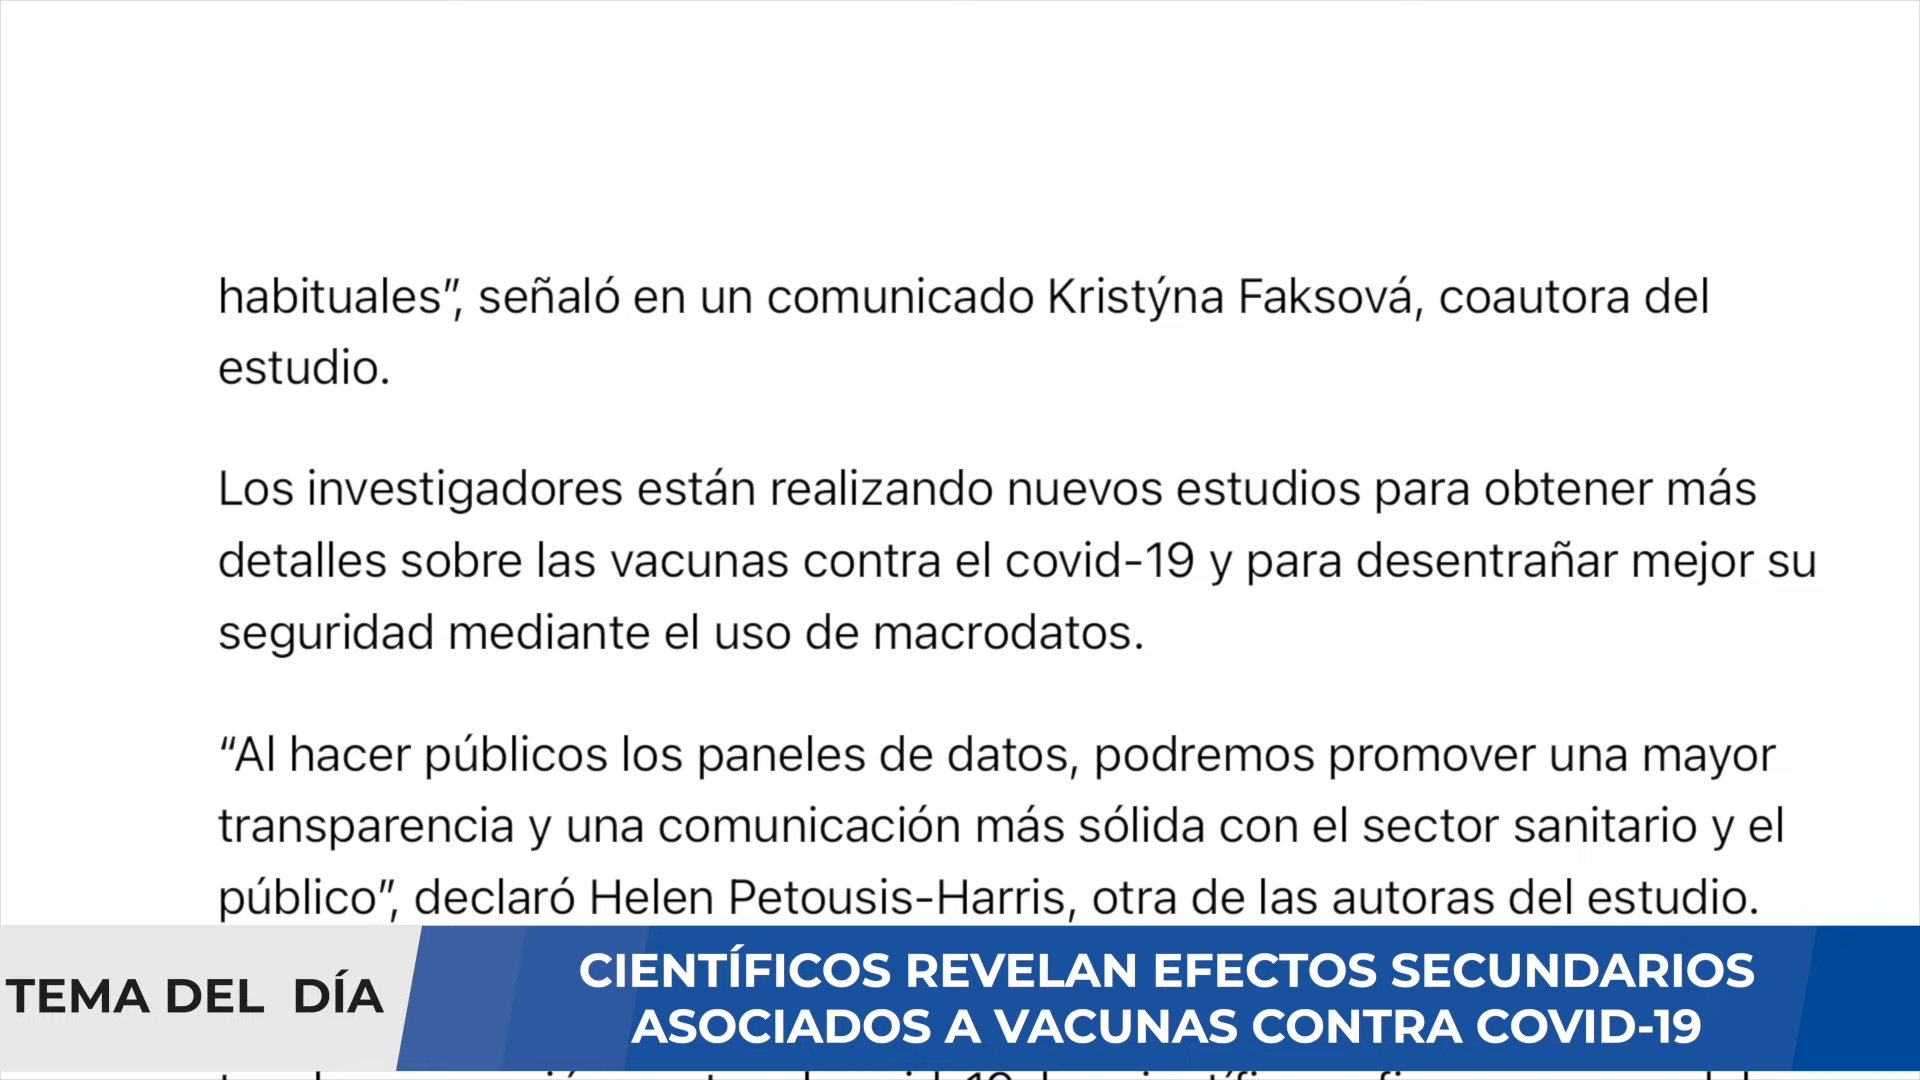 habituales”, señaló en un comunicado Kristýna Faksová, coautora del
estudio.
Los investigadores están realizando nuevos estudios para obtener más
detalles sobre las vacunas contra el covid-19 y para desentrañar mejor su
seguridad mediante el uso de macrodatos.
“Al hacer públicos los paneles de datos, podremos promover una mayor
transparencia y una comunicación más sólida con el sector sanitario y el
público”, declaró Helen Petousis-Harris, otra de las autoras del estudio.
TEMA DEL DÍA
CIENTÍFICOS REVELAN EFECTOS SECUNDARIOS
ASOCIADOS A VACUNAS CONTRA COVID-19